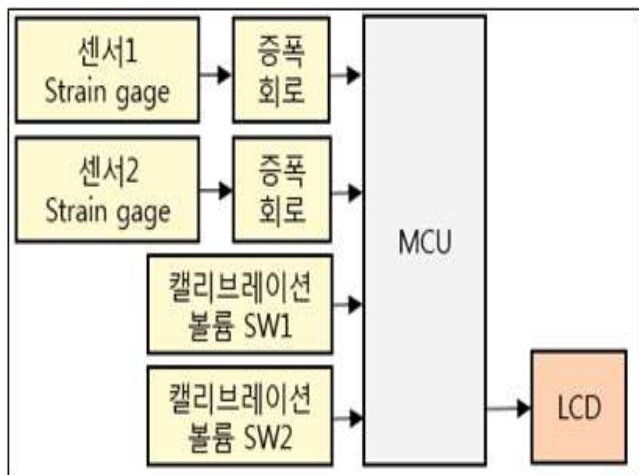 센서1
Strain gage
증폭
회로
센서2
Strain gage
증폭
회로
캘리브레이션
볼륨 SW1
캘리브레이션
볼륨 SW2
MCU
LCD